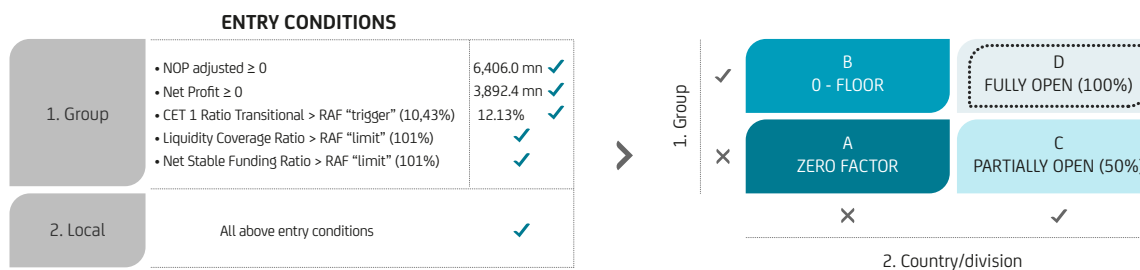 ENTRY CONDITIONS
1. Group
• NOP adjusted ≥ 0 6,406.0 mn ✓
• Net Profit ≥ 0 3,892.4 mn ✓
• CET 1 Ratio Transitional > RAF “trigger” (10,43%) 12.13% ✓
• Liquidity Coverage Ratio > RAF “limit” (101%) ✓
• Net Stable Funding Ratio > RAF “limit” (101%) ✓
2. Local
All above entry conditions ✓
1. Group
B
0 - FLOOR
D
FULLY OPEN (100%)
A
ZERO FACTOR
C
PARTIALLY OPEN (50%)
2. Country/division